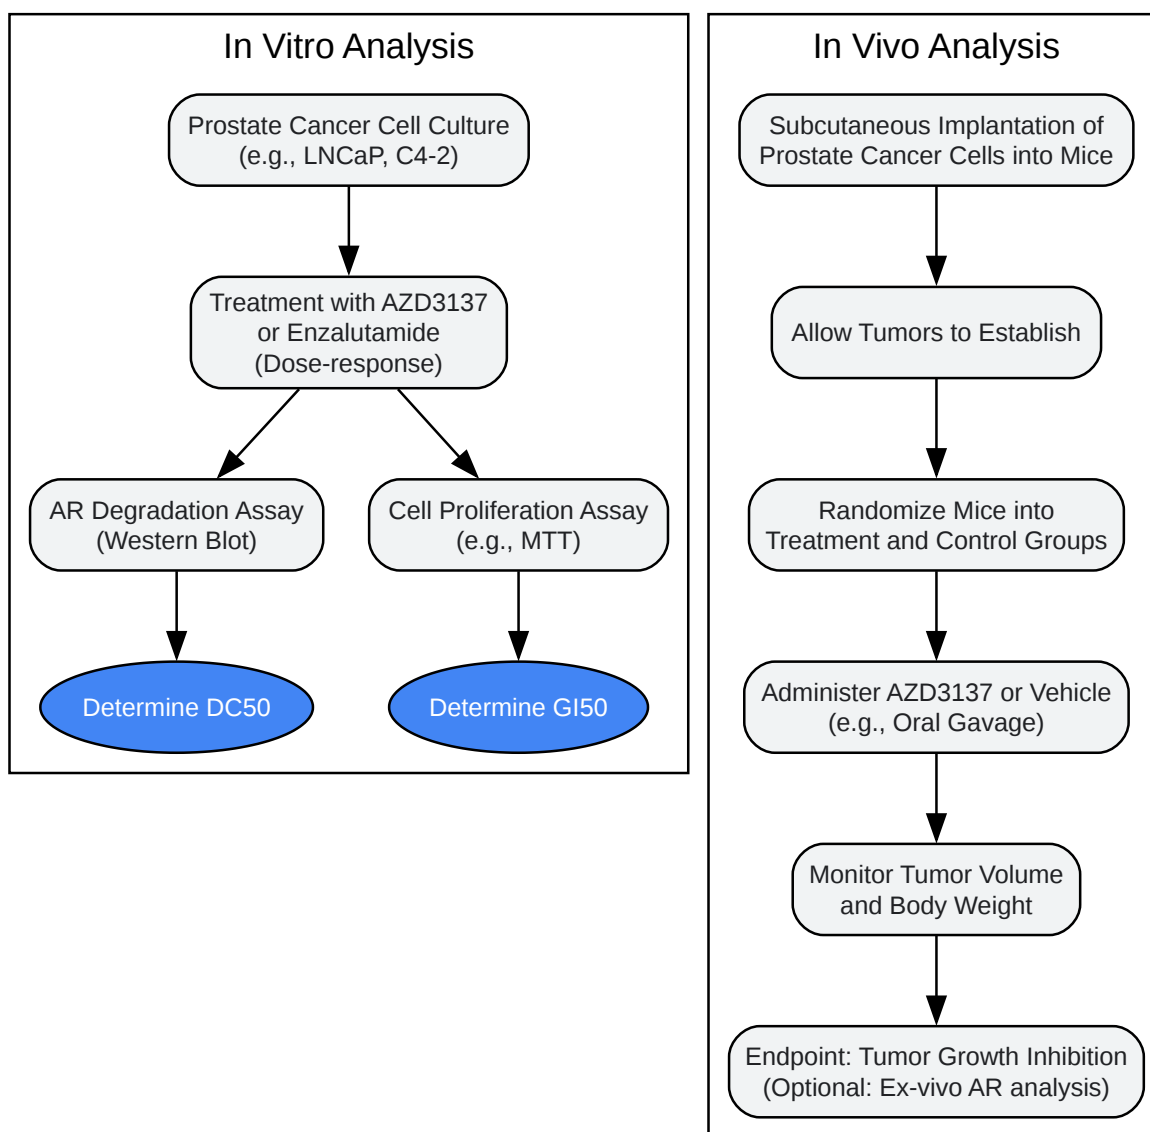 In Vitro Analysis
Prostate Cancer Cell Culture
(e.g., LNCaP, C4-2)
Treatment with AZD3137
or Enzalutamide
(Dose-response)
AR Degradation Assay
(Western Blot)
Cell Proliferation Assay
(e.g., MTT)
Determine DC50
Determine GI50
In Vivo Analysis
Subcutaneous Implantation of
Prostate Cancer Cells into Mice
Allow Tumors to Establish
Randomize Mice into
Treatment and Control Groups
Administer AZD3137 or Vehicle
(e.g., Oral Gavage)
Monitor Tumor Volume
and Body Weight
Endpoint: Tumor Growth Inhibition
(Optional: Ex-vivo AR analysis)